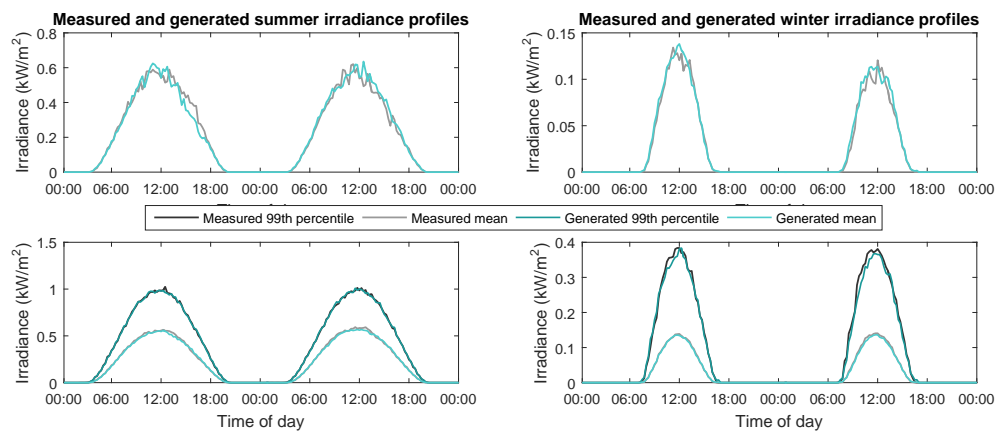 Measured and generated summer irradiance profiles
Irradiance (kW/m²)
0.8
0.6
0.4
0.2
0
00:00 06:00 12:00 18:00 00:00 06:00 12:00 18:00 00:00
Measured and generated winter irradiance profiles
Irradiance (kW/m²)
0.15
0.1
0.05
0
00:00 06:00 12:00 18:00 00:00 06:00 12:00 18:00 00:00
Measured 99th percentile Measured mean Generated 99th percentile Generated mean
Irradiance (kW/m²)
1.5
1
0.5
0
00:00 06:00 12:00 18:00 00:00 06:00 12:00 18:00 00:00
Time of day
Irradiance (kW/m²)
0.4
0.3
0.2
0.1
0
00:00 06:00 12:00 18:00 00:00 06:00 12:00 18:00 00:00
Time of day